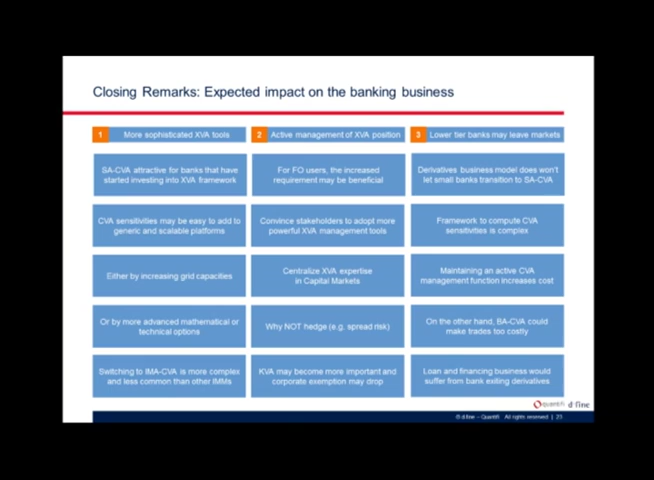 Closing Remarks: Expected impact on the banking business
1 More sophisticated XVA tools
SA-CVA attractive for banks that have
started investing into XVA framework
CVA sensitivities may be easy to add to
generic and scalable platforms
Either by increasing grid capacities
Or by more advanced mathematical or
technical options
Switching to IMA-CVA is more complex
and less common than other IMMs
2 Active management of XVA position
For FO users, the increased
requirement may be beneficial
Convince stakeholders to adopt more
powerful XVA management tools
Centralize XVA expertise
in Capital Markets
Why NOT hedge (e.g. spread risk)
KVA may become more important and
corporate exemption may drop
3 Lower tier banks may leave markets
Derivatives business model does won't
let small banks transition to SA-CVA
Framework to compute CVA
sensitivities is complex
Maintaining an active CVA
management function increases cost
On the other hand, BA-CVA could
make trades too costly
Loan and financing business would
suffer from bank exiting derivatives
quantifi d-fine
© d-fine – Quantifi All rights reserved | 23